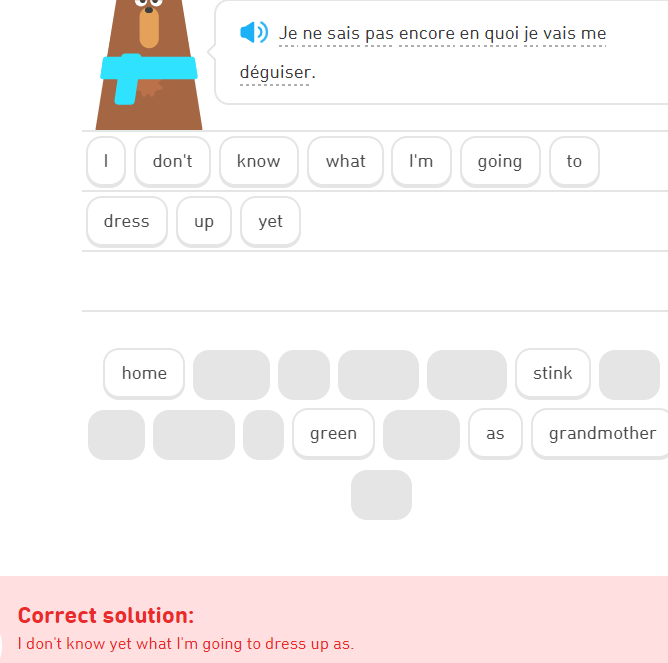 Je ne sais pas encore en quoi je vais me
déguiser.
I don't know what I'm going to
dress up yet
home stink
green as grandmother
Correct solution:
I don't know yet what I'm going to dress up as.